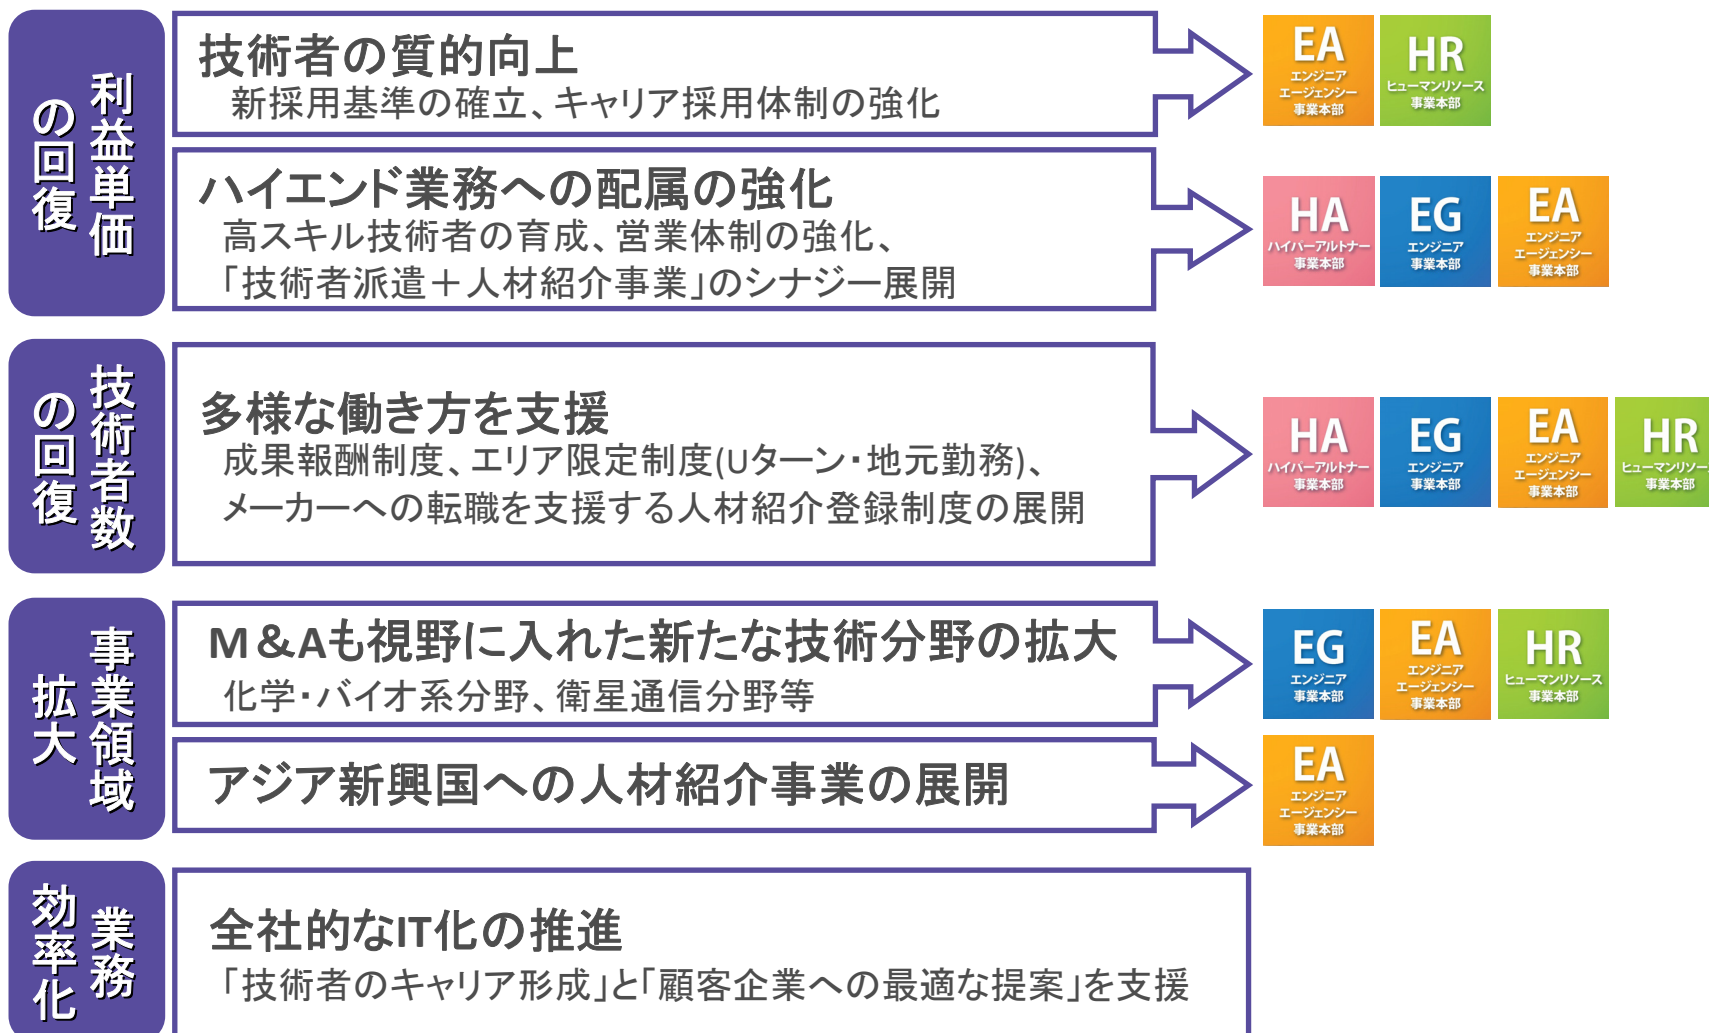 利益単価
の回復
技術者の質的向上
新採用基準の確立、キャリア採用体制の強化
EA
エンジニア
エージェンシー
事業本部
HR
ヒューマンリソース
事業本部
ハイエンド業務への配属の強化
高スキル技術者の育成、営業体制の強化、
「技術者派遣＋人材紹介事業」のシナジー展開
HA
ハイパーアルトナー
事業本部
EG
エンジニア
事業本部
EA
エンジニア
エージェンシー
事業本部
技術者数
の回復
多様な働き方を支援
成果報酬制度、エリア限定制度(Uターン・地元勤務)、
メーカーへの転職を支援する人材紹介登録制度の展開
HA
ハイパーアルトナー
事業本部
EG
エンジニア
事業本部
EA
エンジニア
エージェンシー
事業本部
HR
ヒューマンリソー
事業本部
事業領域
拡大
M＆Aも視野に入れた新たな技術分野の拡大
化学・バイオ系分野、衛星通信分野等
EG
エンジニア
事業本部
EA
エンジニア
エージェンシー
事業本部
HR
ヒューマンリソース
事業本部
アジア新興国への人材紹介事業の展開
EA
エンジニア
エージェンシー
事業本部
業務
効率化
全社的なIT化の推進
「技術者のキャリア形成」と「顧客企業への最適な提案」を支援